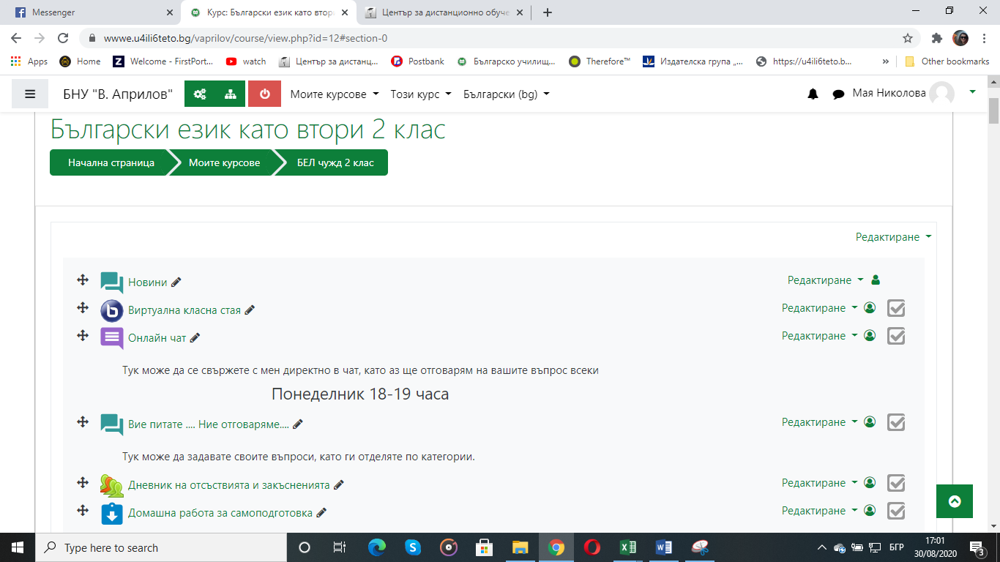 Messenger
Курс: Български език като втори
Център за дистанционно обуче
wwwe.u4ili6teto.bg/vaprilov/course/view.php?id=12#section-0
Apps
Home
Welcome - FirstPort...
watch
Център за дистанц...
Postbank
Българско училищ...
Therefore™
Издателска група „...
https://u4ili6teto.b...
»
Other bookmarks
БНУ "В. Априлов"
Моите курсове
Този курс
Български (bg)
Мая Николова
Български език като втори 2 клас
Начална страница
Моите курсове
БЕЛ чужд 2 клас
Редактиране
Новини
Редактиране
Виртуална класна стая
Редактиране
Онлайн чат
Редактиране
Тук може да се свържете с мен директно в чат, като аз ще отговарям на вашите въпрос всеки
Понеделник 18-19 часа
Вие питате .... Ние отговаряме....
Редактиране
Тук може да задавате своите въпроси, като ги отделяте по категории.
Дневник на отсъствията и закъсненията
Редактиране
Домашна работа за самоподготовка
Редактиране
Type here to search
БГР
17:01
30/08/2020
3